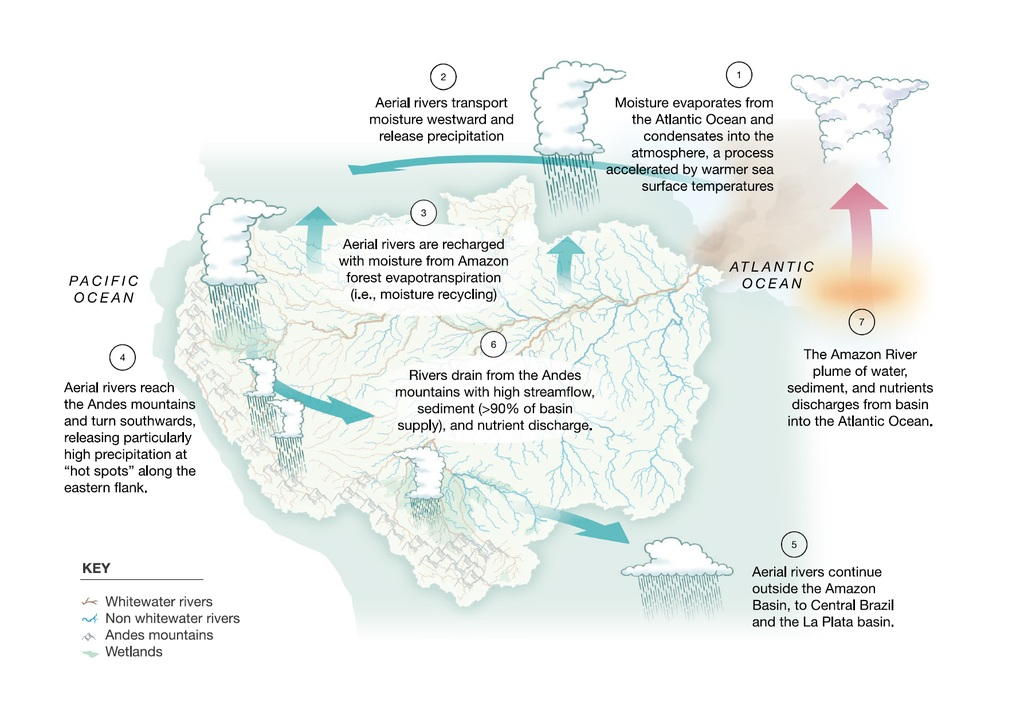 1
Moisture evaporates from
the Atlantic Ocean and
condensates into the
atmosphere, a process
accelerated by warmer sea
surface temperatures
2
Aerial rivers transport
moisture westward and
release precipitation
3
Aerial rivers are recharged
with moisture from Amazon
forest evapotranspiration
(i.e., moisture recycling)
PACIFIC
OCEAN
ATLANTIC
OCEAN
4
Aerial rivers reach
the Andes mountains
and turn southwards,
releasing particularly
high precipitation at
“hot spots” along the
eastern flank.
6
Rivers drain from the Andes
mountains with high streamflow,
sediment (>90% of basin
supply), and nutrient discharge.
7
The Amazon River
plume of water,
sediment, and nutrients
discharges from basin
into the Atlantic Ocean.
5
Aerial rivers continue
outside the Amazon
Basin, to Central Brazil
and the La Plata basin.
KEY
Whitewater rivers
Non whitewater rivers
Andes mountains
Wetlands